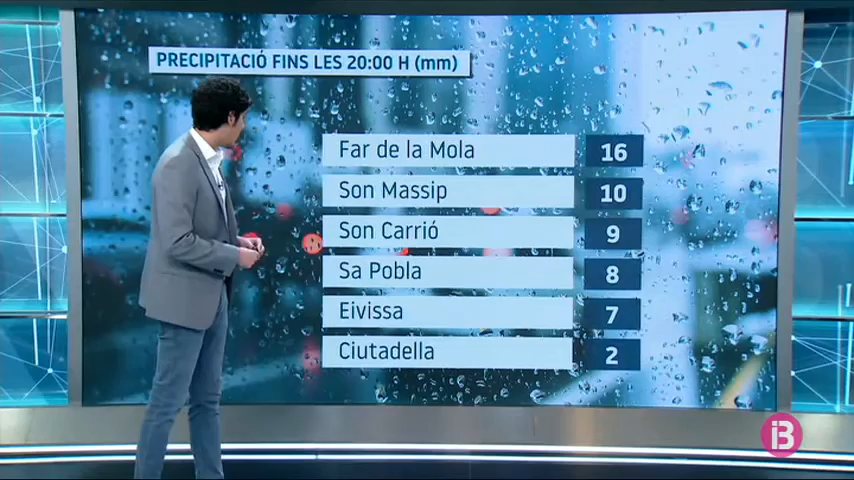 PRECIPITACIÓ FINS LES 20:00 H (mm)
Far de la Mola 16
Son Massip 10
Son Carrió 9
Sa Pobla 8
Eivissa 7
Ciutadella 2
IB